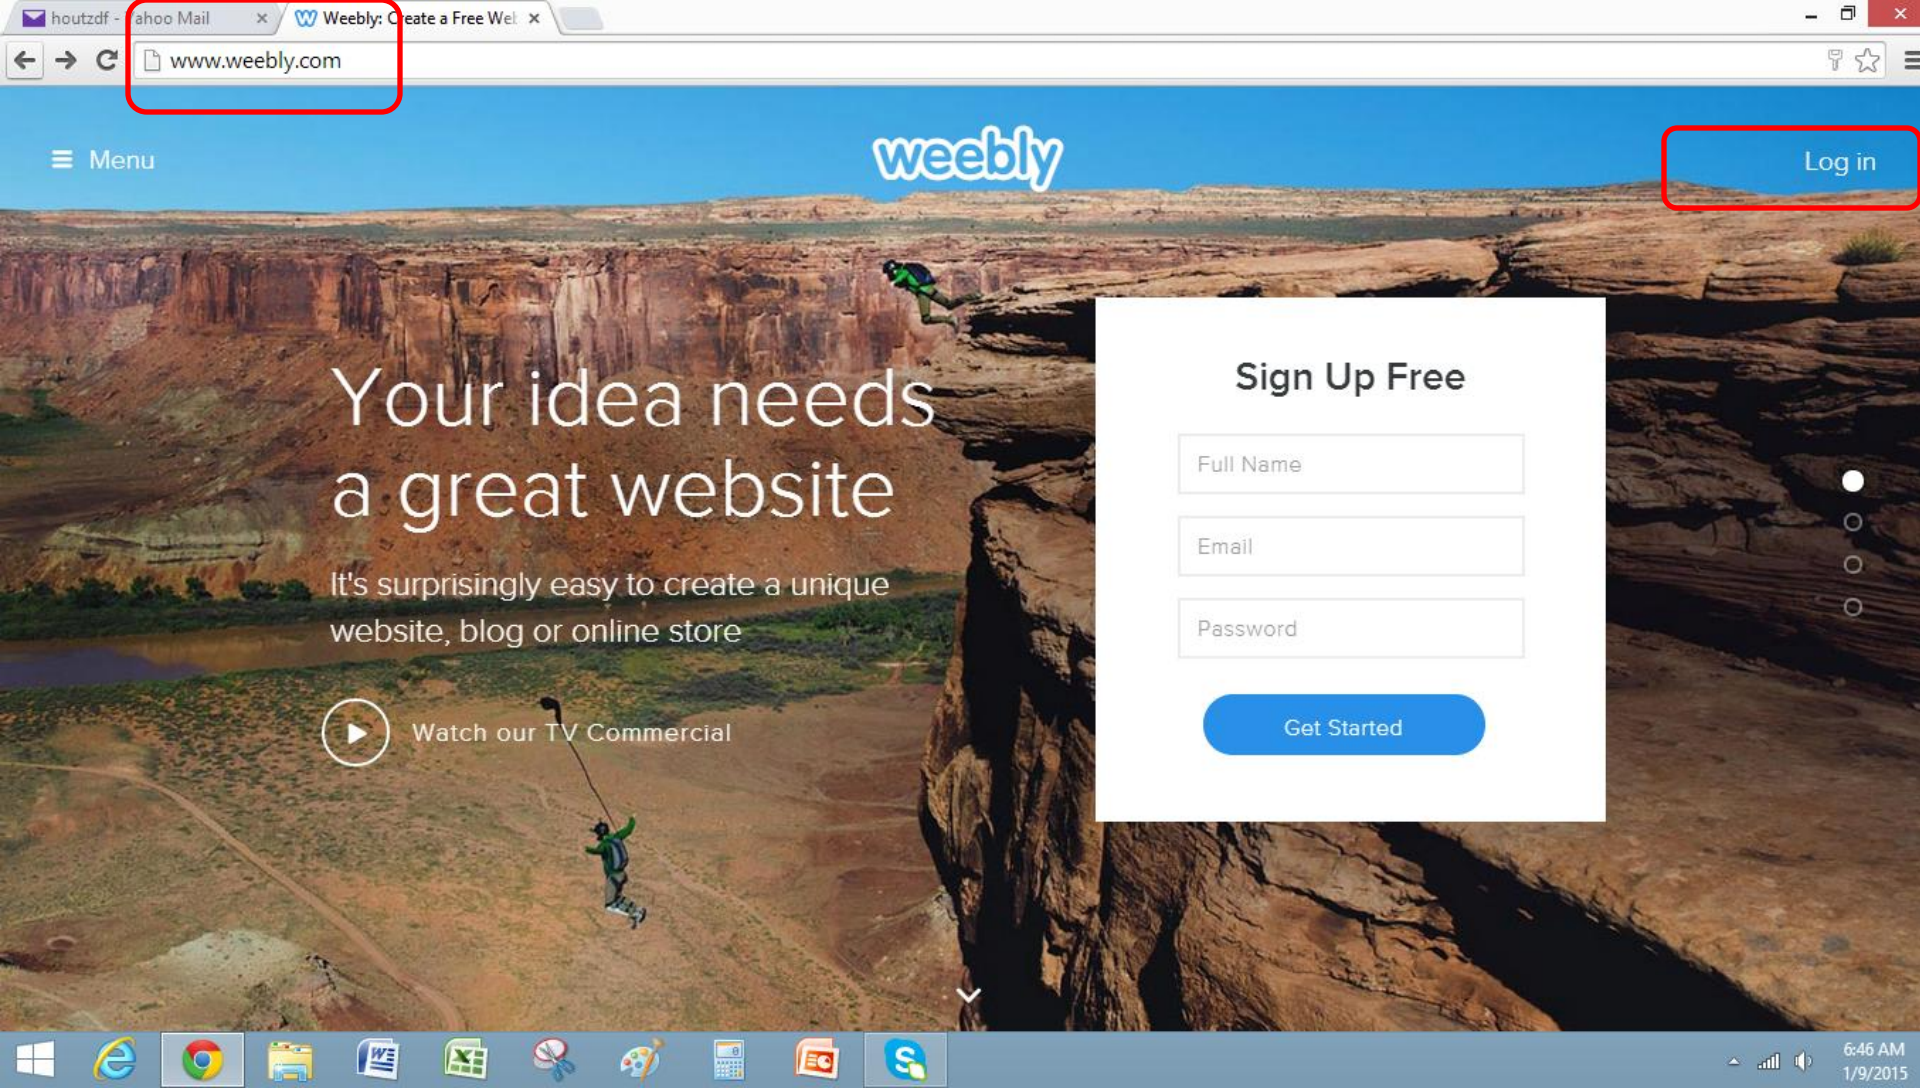 houtzdf - Yahoo Mail
Weebly: Create a Free Web
www.weebly.com
Menu
weebly
Log in
Your idea needs
a great website
It's surprisingly easy to create a unique
website, blog or online store
Watch our TV Commercial
Sign Up Free
Full Name
Email
Password
Get Started
6:46 AM
1/9/2015